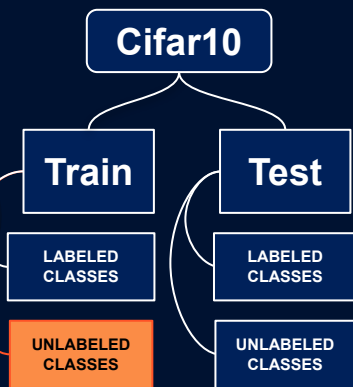 Cifar10
Train
Test
LABELED
CLASSES
LABELED
CLASSES
UNLABELED
CLASSES
UNLABELED
CLASSES